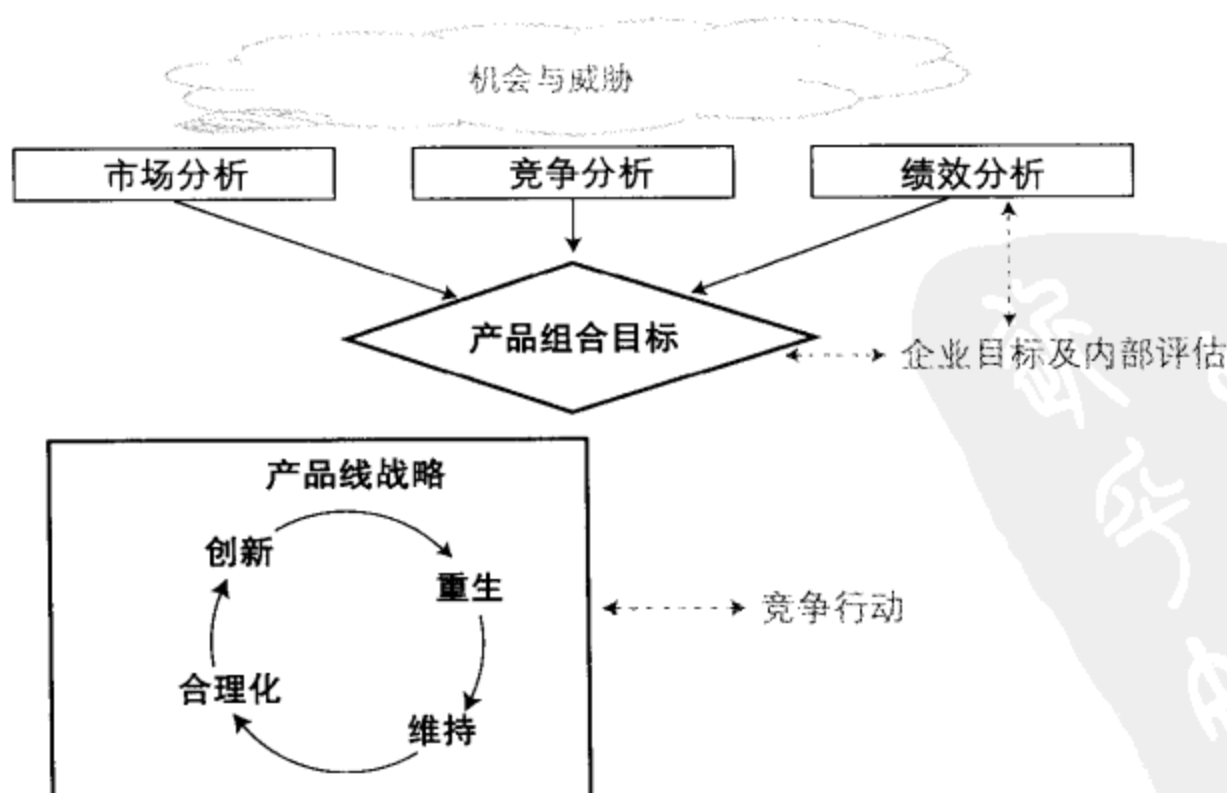 机会与威胁
市场分析
竞争分析
绩效分析
产品组合目标
企业目标及内部评估
产品线战略
创新
重生
竞争行动
合理化
维持